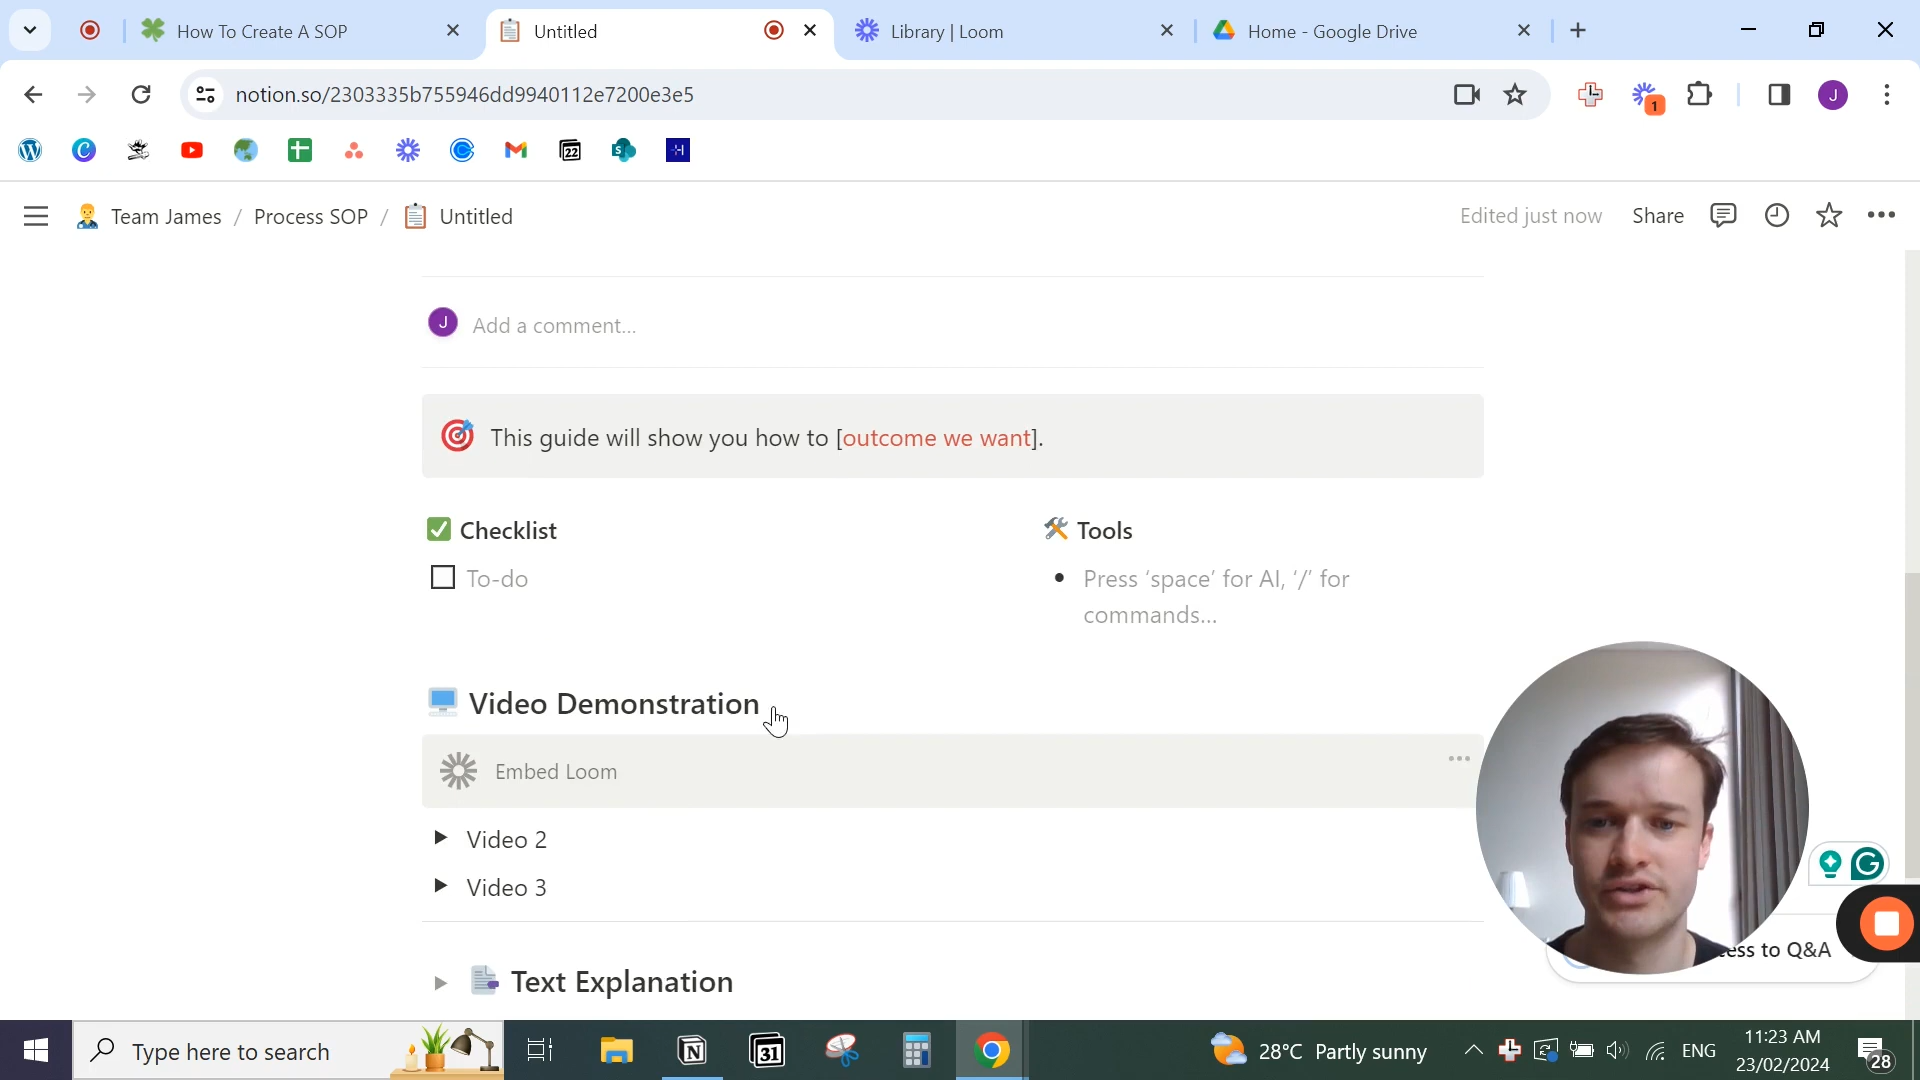 How To Create A SOP
Untitled
Library | Loom
Home - Google Drive
notion.so/2303335b755946dd9940112e7200e3e5
1
J
22
Team James / Process SOP / Untitled
Edited just now
Share
J
Add a comment...
This guide will show you how to [outcome we want].
Checklist
Tools
To-do
Press ‘space’ for AI, ‘/’ for
commands...
Video Demonstration
Embed Loom
Video 2
Video 3
Text Explanation
ess to Q&A
Type here to search
31
28°C Partly sunny
ENG
11:23 AM
23/02/2024
28